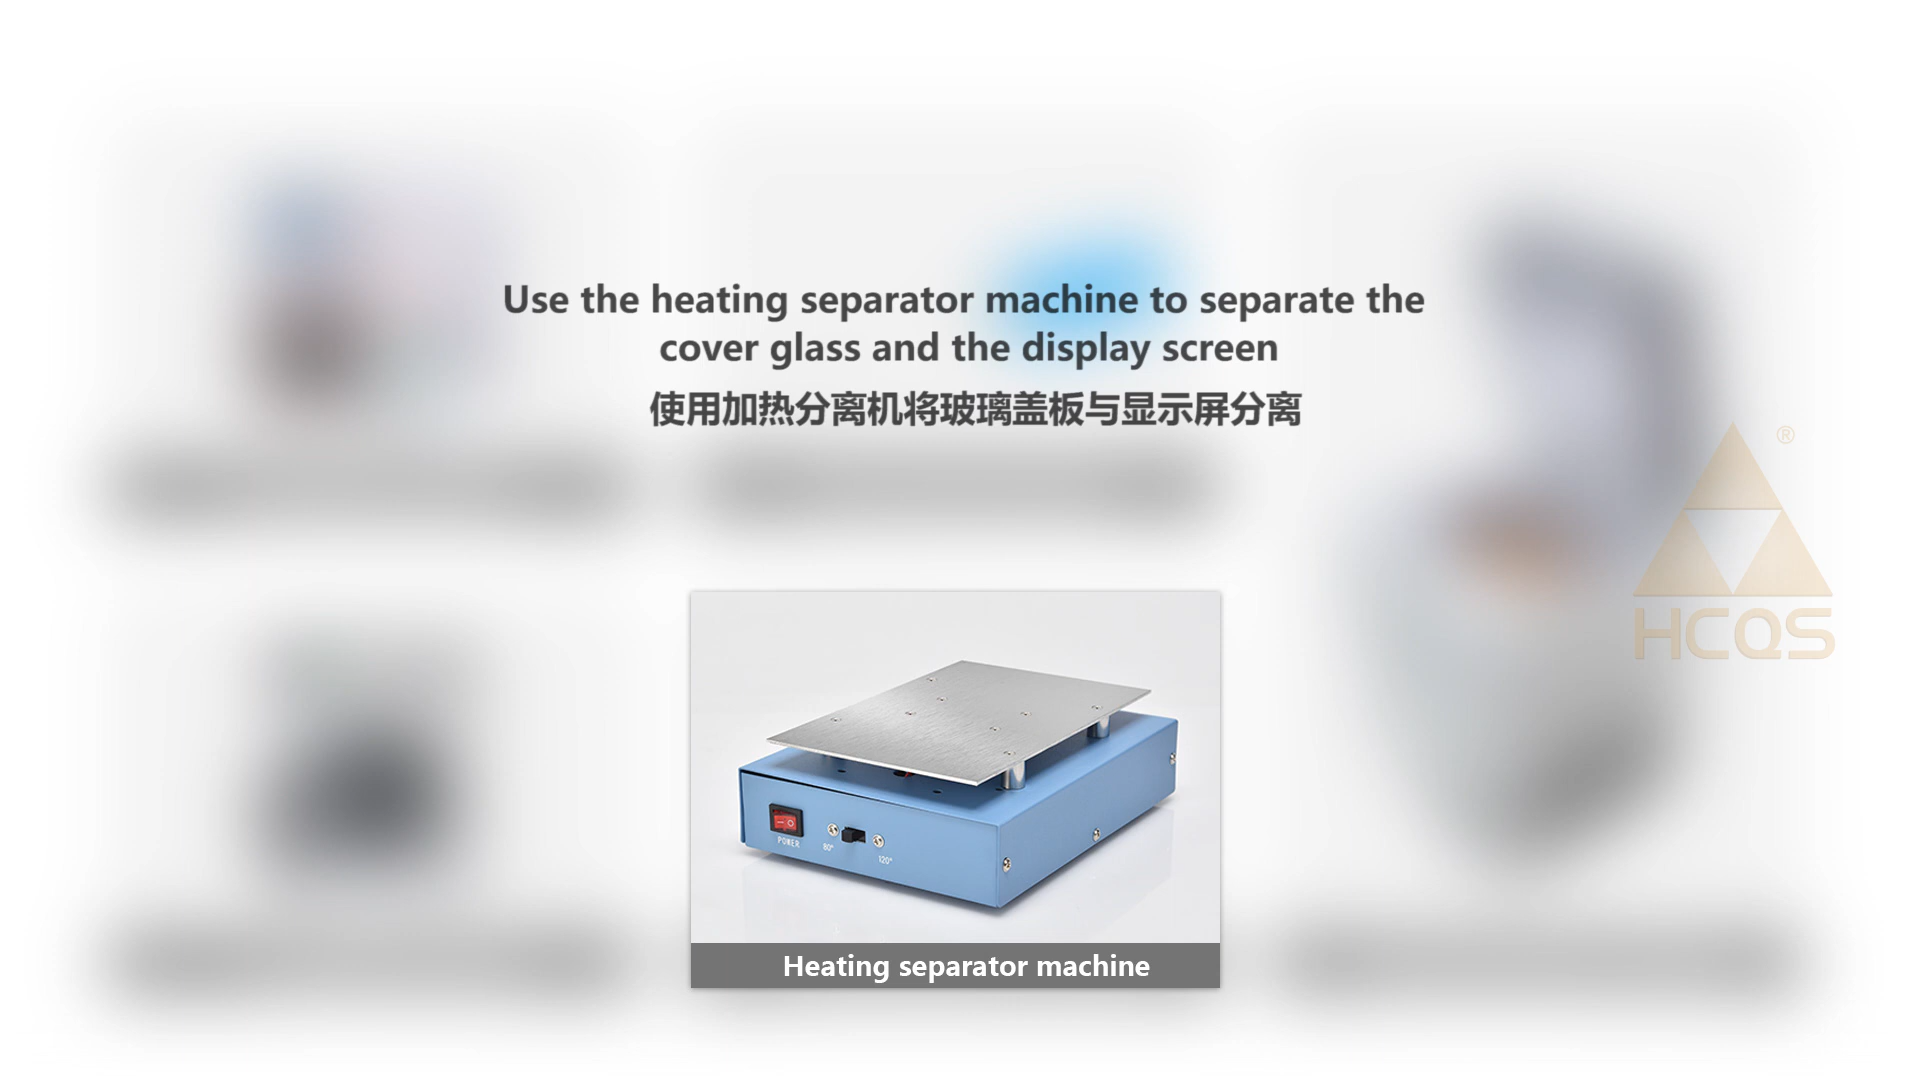 Use the heating separator machine to separate the
cover glass and the display screen
使用加热分离机将玻璃盖板与显示屏分离
®
HCQS
POWER
80°
120°
Heating separator machine